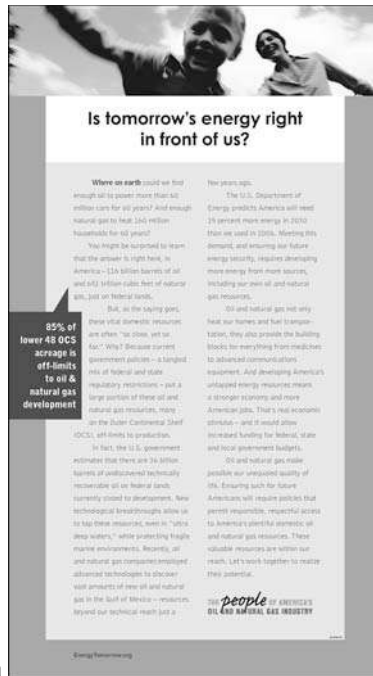 Is tomorrow's energy right
in front of us?
Where on earth could we find
enough oil to power more than 60
million cars for 60 years? And enough
natural gas to heat 160 million
households for 60 years?
You might be surprised to learn
that the answer is right here, in
America – 116 billion barrels of oil
and 651 trillion cubic feet of natural
gas, just on federal lands.
But, as the saying goes,
these vital domestic resources
are often "so close, yet so
far." Why? Because current
government policies – a tangled
mix of federal and state
regulatory restrictions – put a
large portion of these oil and
natural gas resources, many
on the Outer Continental Shelf
(OCS), off-limits to production.
In fact, the U.S. government
estimates that there are
barrels of undiscovered technically
recoverable oil on federal lands
currently closed to development. New
technological breakthroughs allow us
to tap these resources, even in "ultra
deep waters," while protecting fragile
marine environments. Recently, oil
and natural gas companies employed
advanced technologies to discover
vast amounts of new oil and natural
gas in the Gulf of Mexico – resources
beyond our technical reach just a
85% of
lower 48 OCS
acreage is
off-limits
to oil &
natural gas
development
few years ago.
The U.S. Department of
Energy predicts America will need
percent more energy in 2030
than we used in
Meeting this
demand, and ensuring our future
energy security, requires developing
more energy from more sources,
including our own oil and natural
gas resources.
Oil and natural gas not only
heat our homes and fuel transpor-
tation, they also provide the building
blocks for everything from medicines
to advanced communications
equipment. And developing America's
untapped energy resources means
a stronger economy and more
American jobs. That's real economic
stimulus – and it would allow
increased funding for federal, state
and local government budgets.
Oil and natural gas make
possible our unequaled quality of
life. Ensuring such for future
Americans will require policies that
permit responsible, respectful access
to America's plentiful domestic oil
and natural gas resources. These
valuable resources are within our
reach. Let's work together to realize
their potential.
THE people OF AMERICA'S
OIL AND NATURAL GAS INDUSTRY
EnergyTomorrow.org